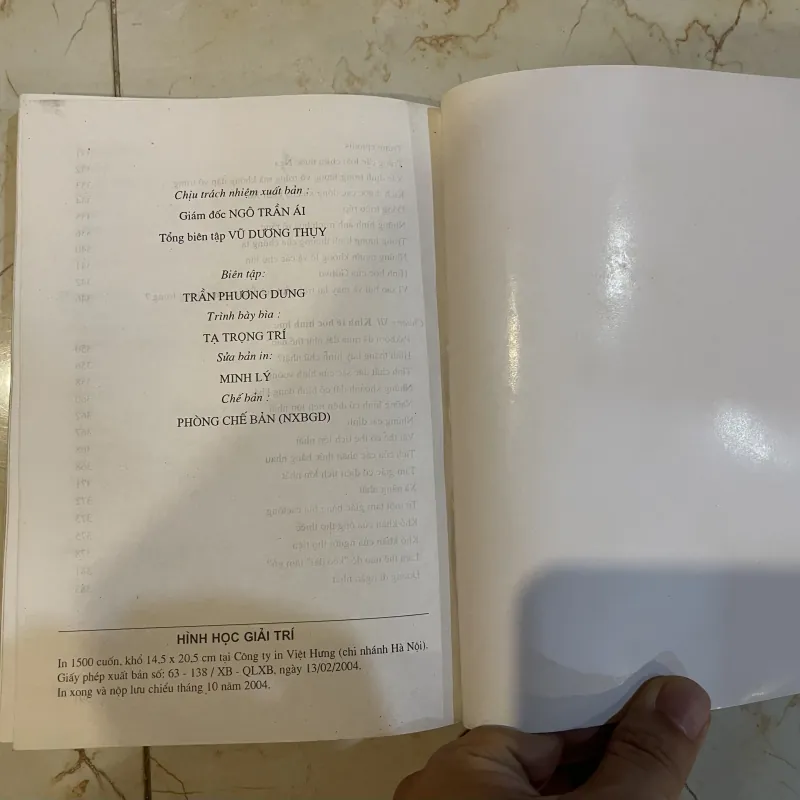 Chịu trách nhiệm xuất bản :
Giám đốc NGÔ TRẦN ÁI
Tổng biên tập VŨ DƯƠNG THỤY
Biên tập:
TRẦN PHƯƠNG DUNG
Trình bày bìa :
TẠ TRỌNG TRÍ
Sửa bản in:
MINH LÝ
Chế bản :
PHÒNG CHẾ BẢN (NXBGD)
HÌNH HỌC GIẢI TRÍ
In 1500 cuốn, khổ 14,5 x 20,5 cm tại Công ty in Việt Hưng (chi nhánh Hà Nội).
Giấy phép xuất bản số: 63 - 138 / XB - QLXB, ngày 13/02/2004.
In xong và nộp lưu chiểu tháng 10 năm 2004.